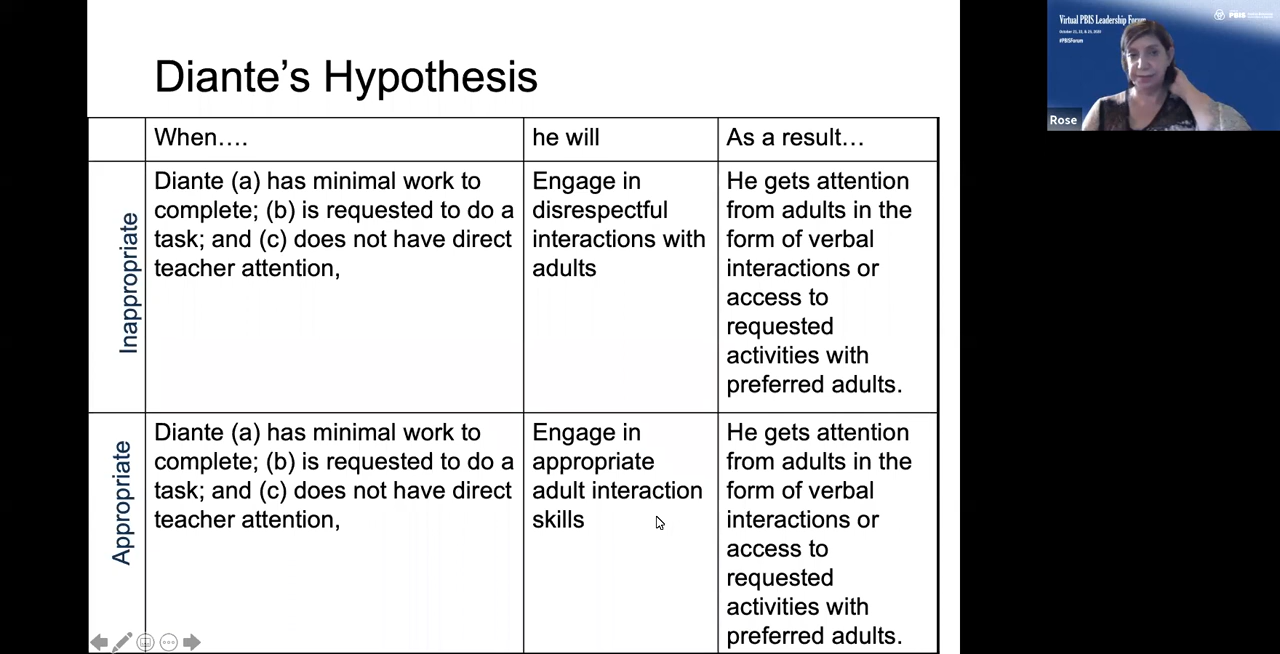 Diante's Hypothesis
When….
he will
As a result…
Inappropriate
Diante (a) has minimal work to
complete; (b) is requested to do a
task; and (c) does not have direct
teacher attention,
Engage in
disrespectful
interactions with
adults
He gets attention
from adults in the
form of verbal
interactions or
access to
requested
activities with
preferred adults.
Appropriate
Diante (a) has minimal work to
complete; (b) is requested to do a
task; and (c) does not have direct
teacher attention,
Engage in
appropriate
adult interaction
skills
He gets attention
from adults in the
form of verbal
interactions or
access to
requested
activities with
preferred adults.
Virtual PBIS Leadership Forum
#PBISForum
PBIS
Rose